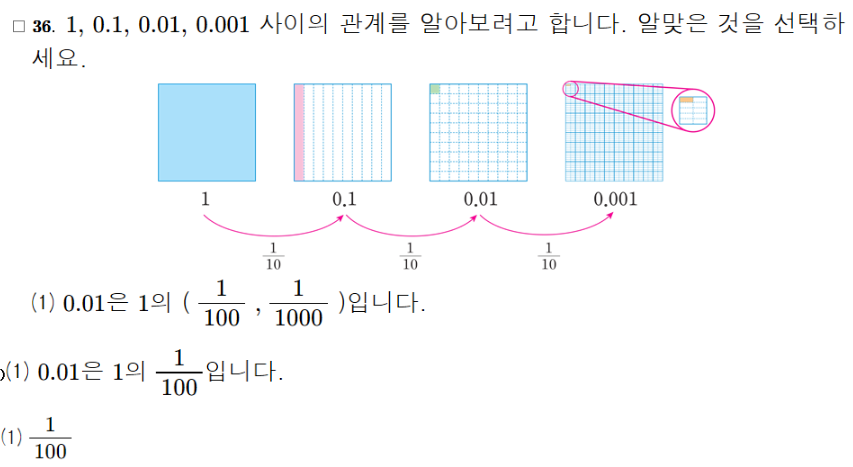 □ 36. 1, 0.1, 0.01, 0.001 사이의 관계를 알아보려고 합니다. 알맞은 것을 선택하
세요.
1 0.1 0.01 0.001
1/10 1/10 1/10
(1) 0.01은 1의 ( 1/100 , 1/1000 )입니다.
(1) 0.01은 1의 1/100 입니다.
(1) 1/100